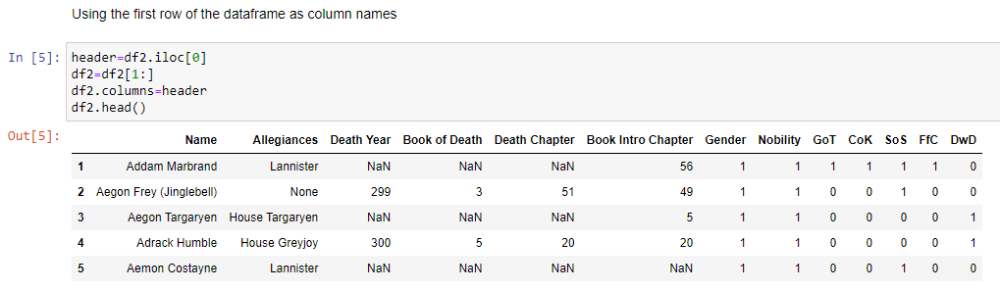 Using the first row of the dataframe as column names
In [5]: header=df2.iloc[0]
df2=df2[1:]
df2.columns=header
df2.head()
Out[5]:
Name Allegiances Death Year Book of Death Death Chapter Book Intro Chapter Gender Nobility GoT CoK SoS FfC DwD
1 Addam Marbrand Lannister NaN NaN NaN 56 1 1 1 1 1 1 0
2 Aegon Frey (Jinglebell) None 299 3 51 49 1 1 0 0 1 0 0
3 Aegon Targaryen House Targaryen NaN NaN NaN 5 1 1 0 0 0 0 1
4 Adrack Humble House Greyjoy 300 5 20 20 1 1 0 0 0 0 1
5 Aemon Costayne Lannister NaN NaN NaN NaN 1 1 0 0 1 0 0